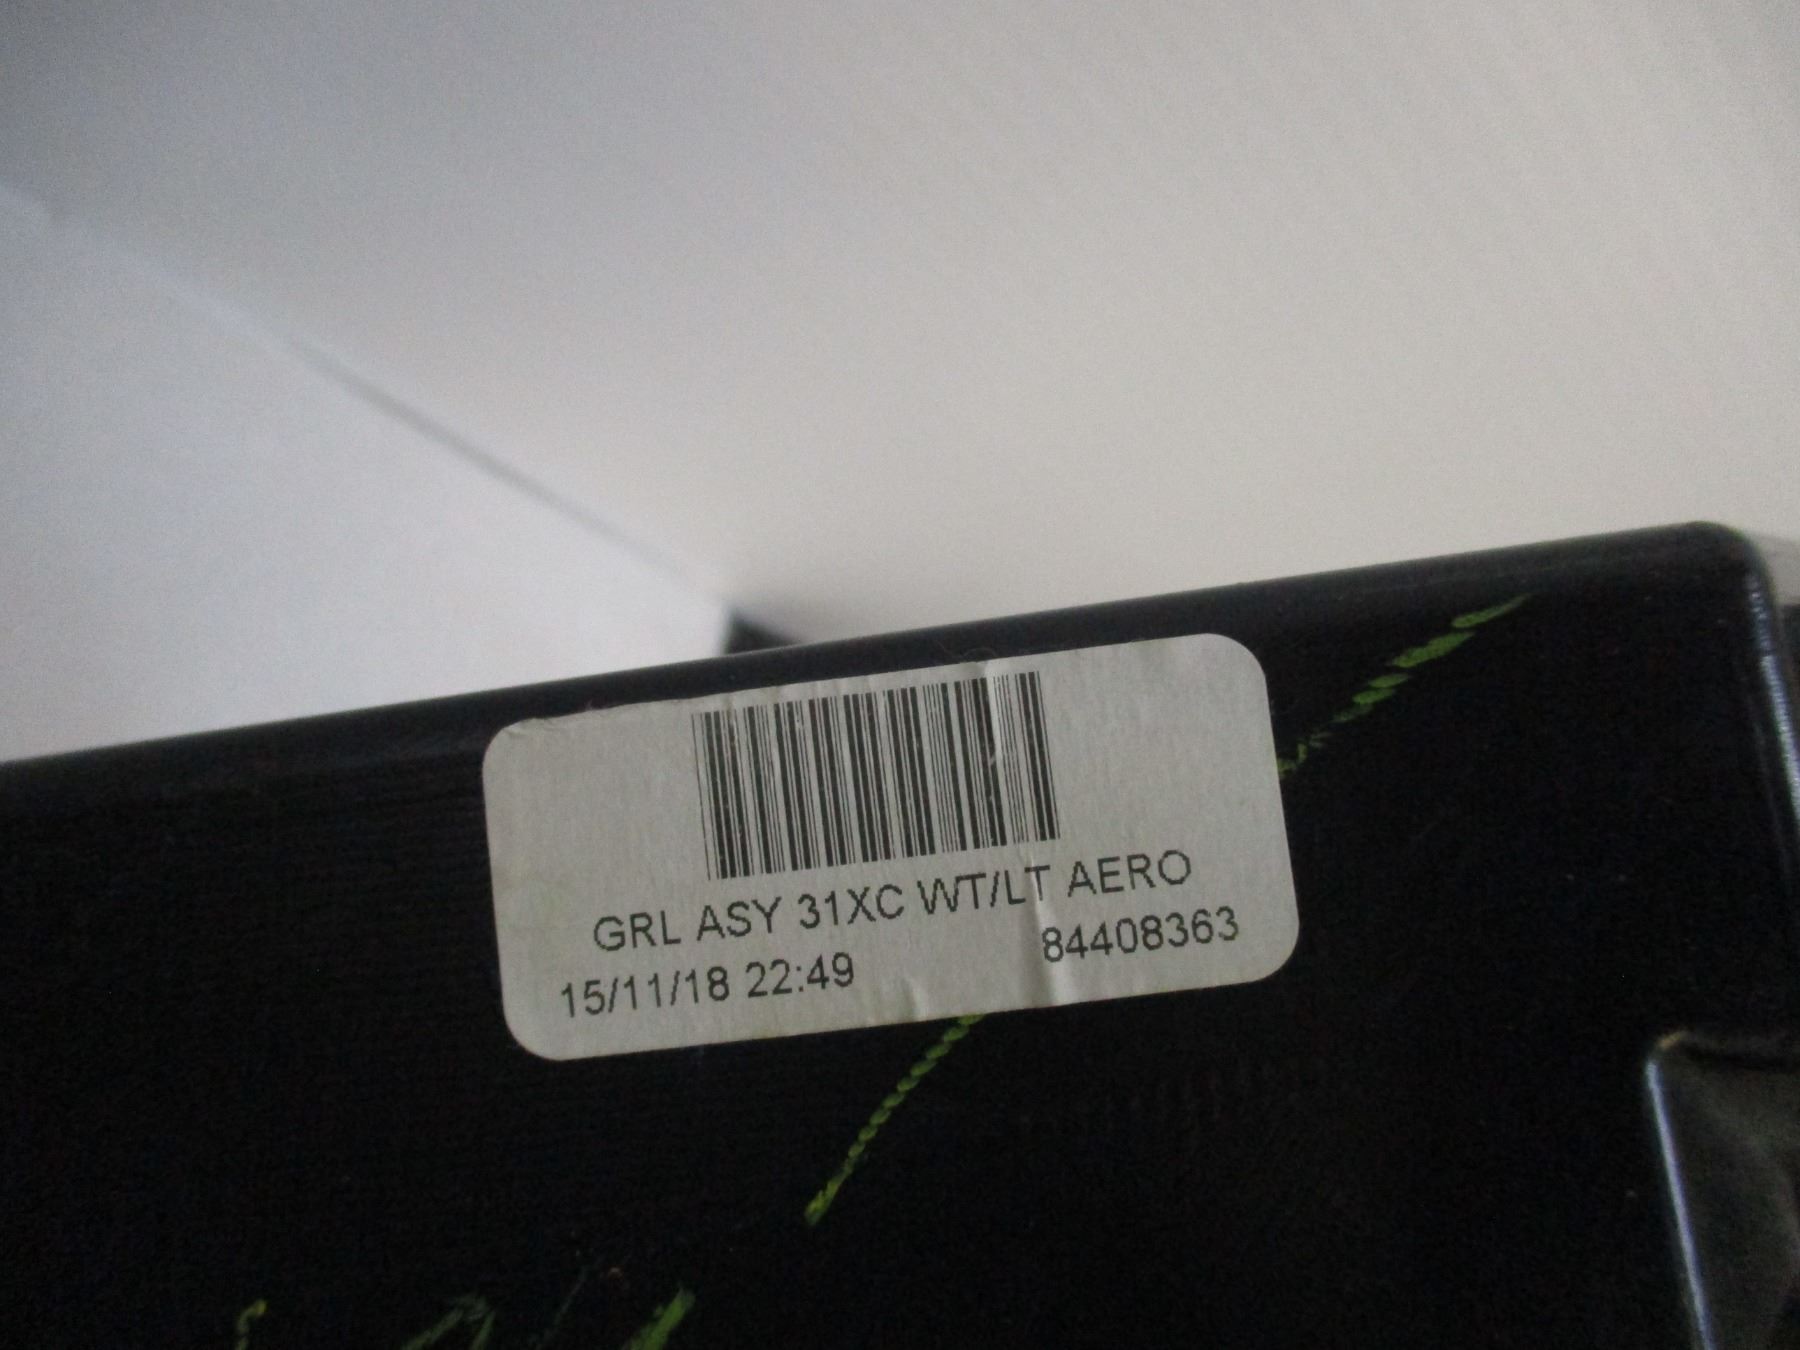 GRL ASY 31XC WT/LT AERO
15/11/18 22:49 84408363